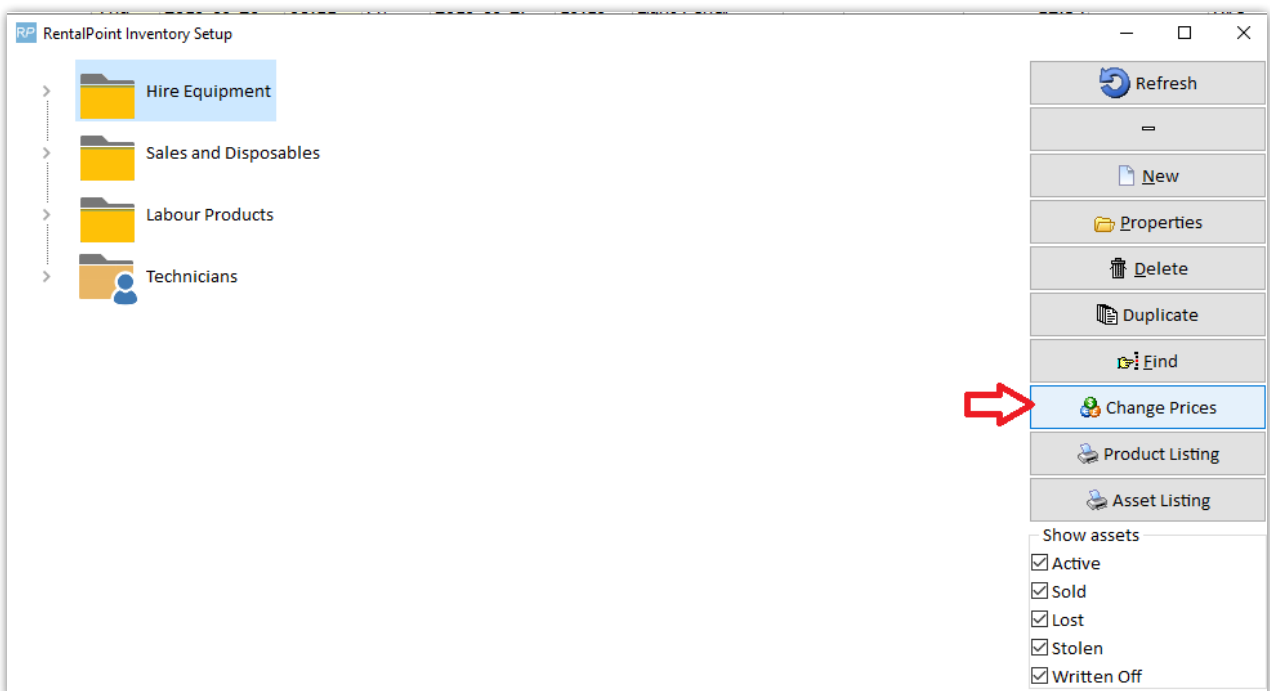 RP RentalPoint Inventory Setup
Hire Equipment
Sales and Disposables
Labour Products
Technicians
Refresh
New
Properties
Delete
Duplicate
Find
Change Prices
Product Listing
Asset Listing
Show assets
Active
Sold
Lost
Stolen
Written Off